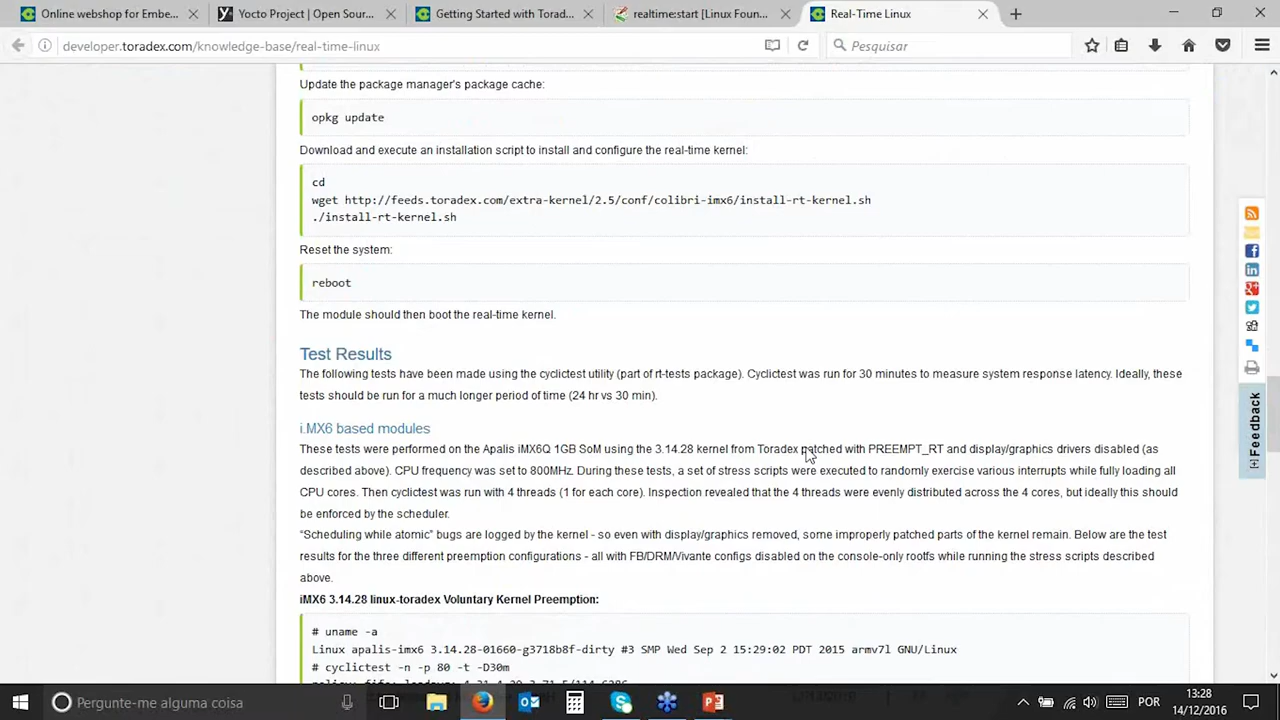 Online webshop for Embe...
Yocto Project | Open Sour...
Getting Started with Torad...
realtime:start [Linux Foun...
Real-Time Linux
developer.toradex.com/knowledge-base/real-time-linux
Pesquisar
Update the package manager's package cache:
opkg update
Download and execute an installation script to install and configure the real-time kernel:
cd
wget http://feeds.toradex.com/extra-kernel/2.5/conf/colibri-imx6/install-rt-kernel.sh
./install-rt-kernel.sh
Reset the system:
reboot
The module should then boot the real-time kernel.
Test Results
The following tests have been made using the cyclictest utility (part of rt-tests package). Cyclictest was run for 30 minutes to measure system response latency. Ideally, these
tests should be run for a much longer period of time (24 hr vs 30 min).
i.MX6 based modules
These tests were performed on the Apalis iMX6Q 1GB SoM using the 3.14.28 kernel from Toradex patched with PREEMPT_RT and display/graphics drivers disabled (as
described above). CPU frequency was set to 800MHz. During these tests, a set of stress scripts were executed to randomly exercise various interrupts while fully loading all
CPU cores. Then cyclictest was run with 4 threads (1 for each core). Inspection revealed that the 4 threads were evenly distributed across the 4 cores, but ideally this should
be enforced by the scheduler.
“Scheduling while atomic” bugs are logged by the kernel - so even with display/graphics removed, some improperly patched parts of the kernel remain. Below are the test
results for the three different preemption configurations - all with FB/DRM/Vivante configs disabled on the console-only rootfs while running the stress scripts described
above.
iMX6 3.14.28 linux-toradex Voluntary Kernel Preemption:
# uname -a
Linux apalis-imx6 3.14.28-01660-g3718b8f-dirty #3 SMP Wed Sep 2 15:29:02 PDT 2015 armv7l GNU/Linux
# cyclictest -n -p 80 -t -D30m
[+] Feedback
Pergunte-me alguma coisa
POR
13:28
14/12/2016